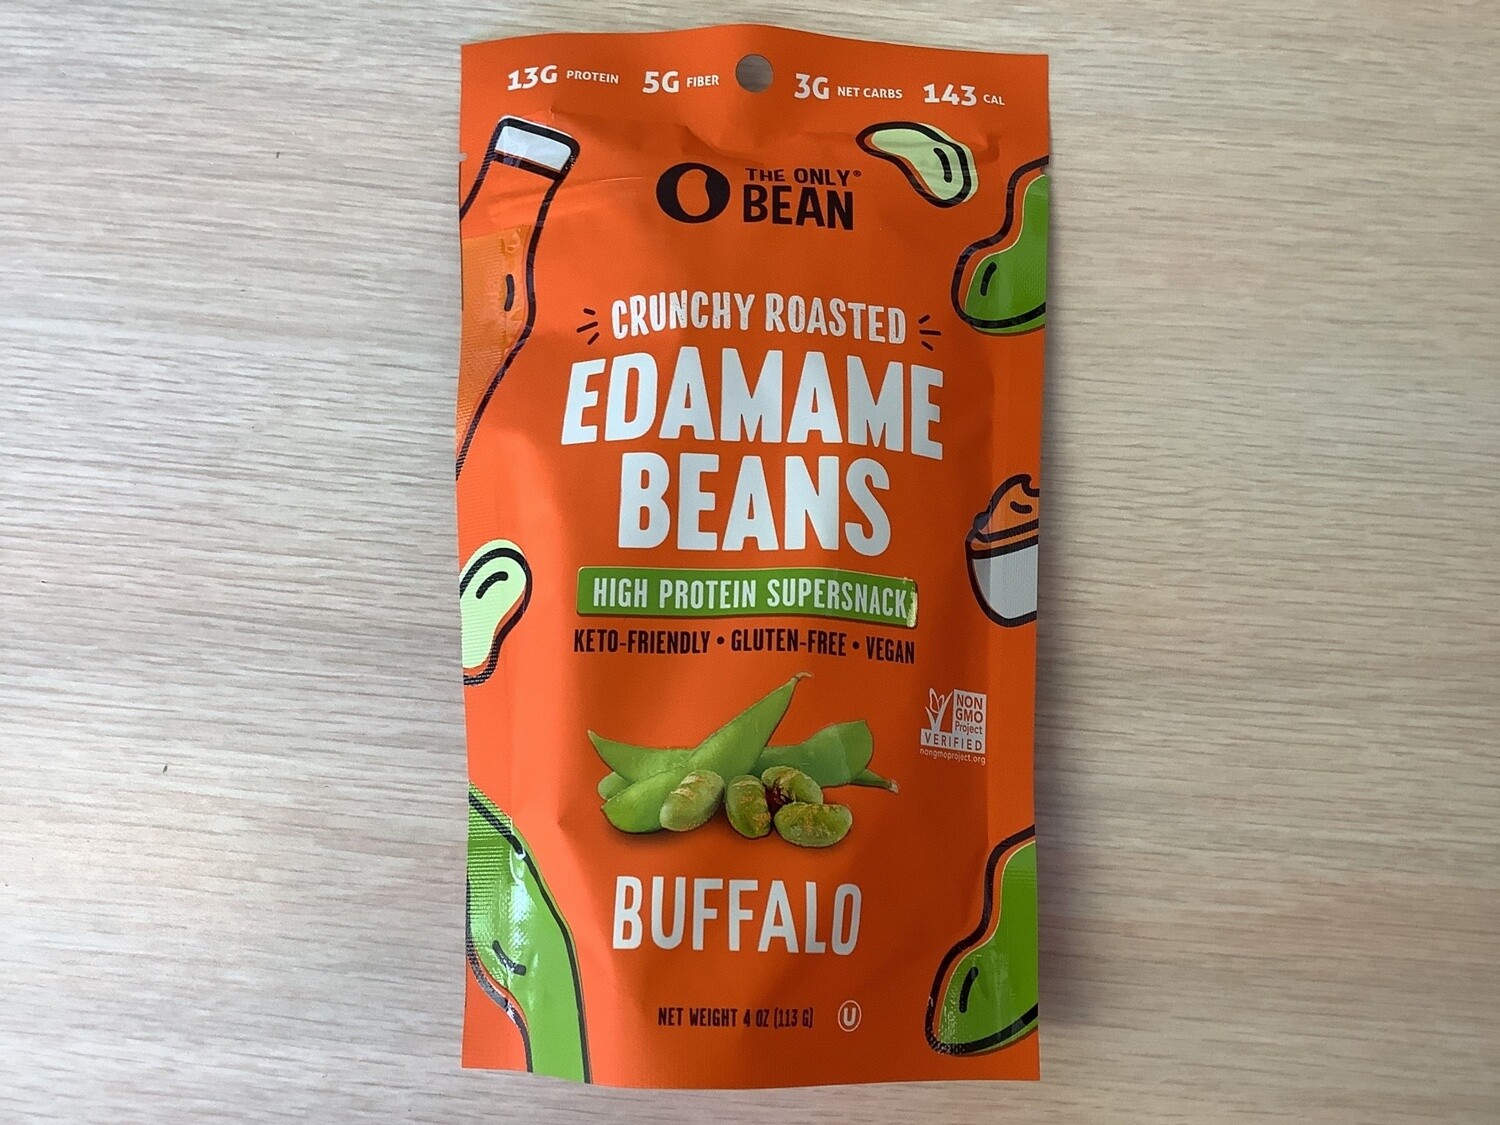 13G PROTEIN 5G FIBER 3G NET CARBS 143 CAL
THE ONLY®
BEAN
CRUNCHY ROASTED
EDAMAME
BEANS
HIGH PROTEIN SUPERSNACK
KETO-FRIENDLY • GLUTEN-FREE • VEGAN
NON
GMO
Project
VERIFIED
nongmoproject.org
BUFFALO
NET WEIGHT 4 OZ (113 G) U